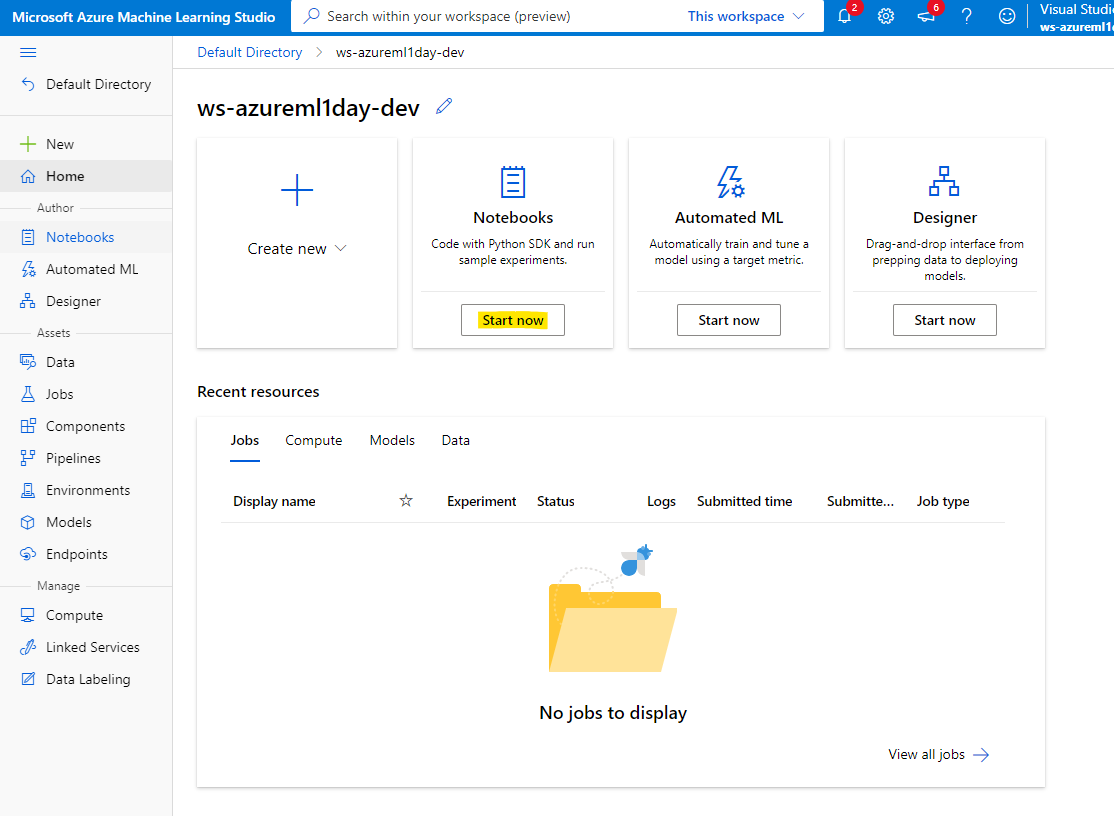 Microsoft Azure Machine Learning Studio
Search within your workspace (preview)
This workspace
2
6
?
Visual Studi
ws-azureml1d
Default Directory
New
Home
Author
Notebooks
Automated ML
Designer
Assets
Data
Jobs
Components
Pipelines
Environments
Models
Endpoints
Manage
Compute
Linked Services
Data Labeling
Default Directory > ws-azureml1day-dev
ws-azureml1day-dev
Create new
Notebooks
Code with Python SDK and run
sample experiments.
Start now
Automated ML
Automatically train and tune a
model using a target metric.
Start now
Designer
Drag-and-drop interface from
prepping data to deploying
models.
Start now
Recent resources
Jobs Compute Models Data
Display name Experiment Status Logs Submitted time Submitte... Job type
No jobs to display
View all jobs